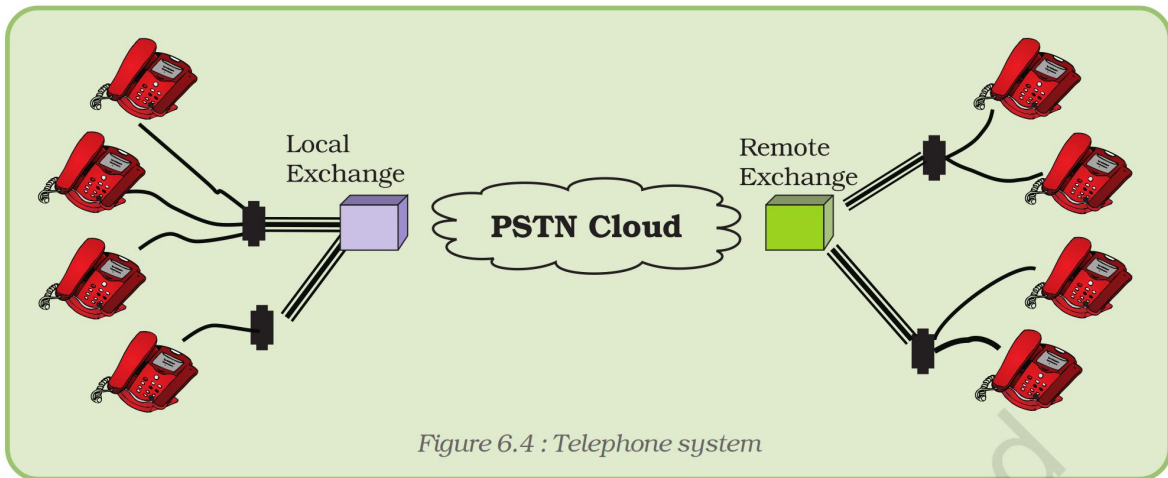 Local
Exchange
PSTN Cloud
Remote
Exchange
Figure 6.4 : Telephone system
d